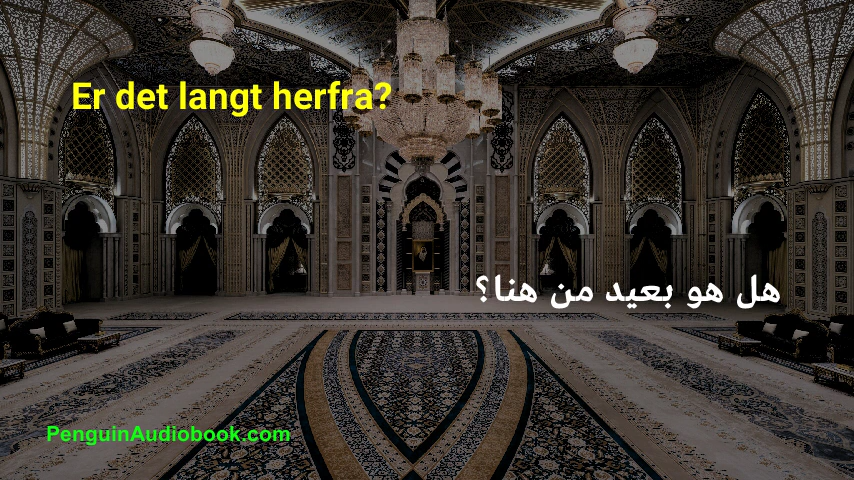 Er det langt herfra?
هل هو بعيد من هنا؟
PenguinAudiobook.com